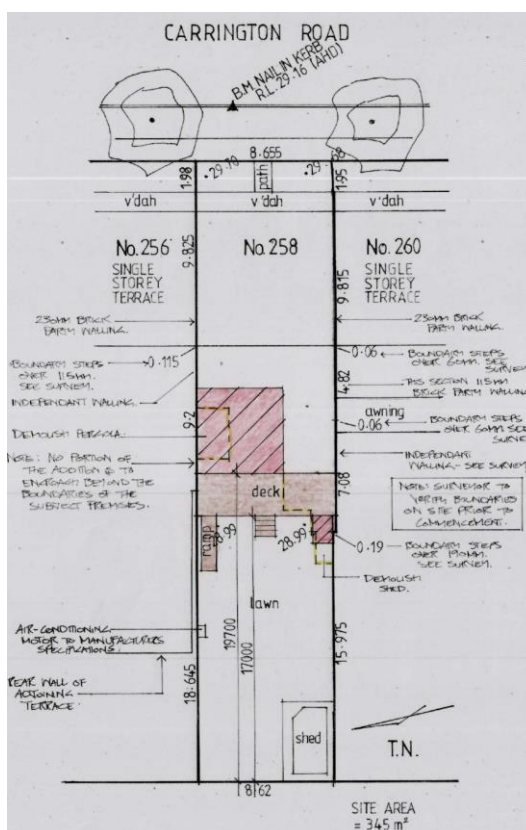 CARRINGTON ROAD
B.M NAIL IN KERB
R.L. 29·16 (AHD)
8·655
·29·70
·29·68
1·98
path
1·95
v'dah
v'dah
v'dah
No.256
No.258
No.260
SINGLE
STOREY
TERRACE
9·825
SINGLE
STOREY
TERRACE
9·815
230MM BRICK
PARTY WALLING.
230MM BRICK
PARTY WALLING.
BOUNDARY STEPS
OVER 115MM.
SEE SURVEY.
0·115
0·06
BOUNDARY STEPS
OVER 60MM. SEE
SURVEY.
INDEPENDANT WALLING.
4·82
THIS SECTION 115MM
BRICK PARTY WALLING.
9·2
awning
0·06
BOUNDARY STEPS
OVER 60MM SEE
SURVEY
DEMOLISH PERGOLA.
NOTE: NO PORTION OF
THE ADDITION IS TO
ENCROACH BEYOND THE
BOUNDARIES OF THE
SUBJECT PREMISES.
INDEPENDANT
WALLING - SEE SURVEY
7·08
deck
NOTE: SURVEYOR TO
VERIFY BOUNDARIES
ON SITE PRIOR TO
COMMENCEMENT.
ramp
28.99
28.99
0·19
BOUNDARY STEPS
OVER 190MM.
SEE SURVEY.
DEMOLISH
SHED.
lawn
AIR-CONDITIONING
MOTOR TO MANUFACTURERS
SPECIFICATIONS.
19700
17000
15·975
REAR WALL OF
ADJOINING
TERRACE
18·645
shed
T.N.
8·62
SITE AREA
= 345 m²